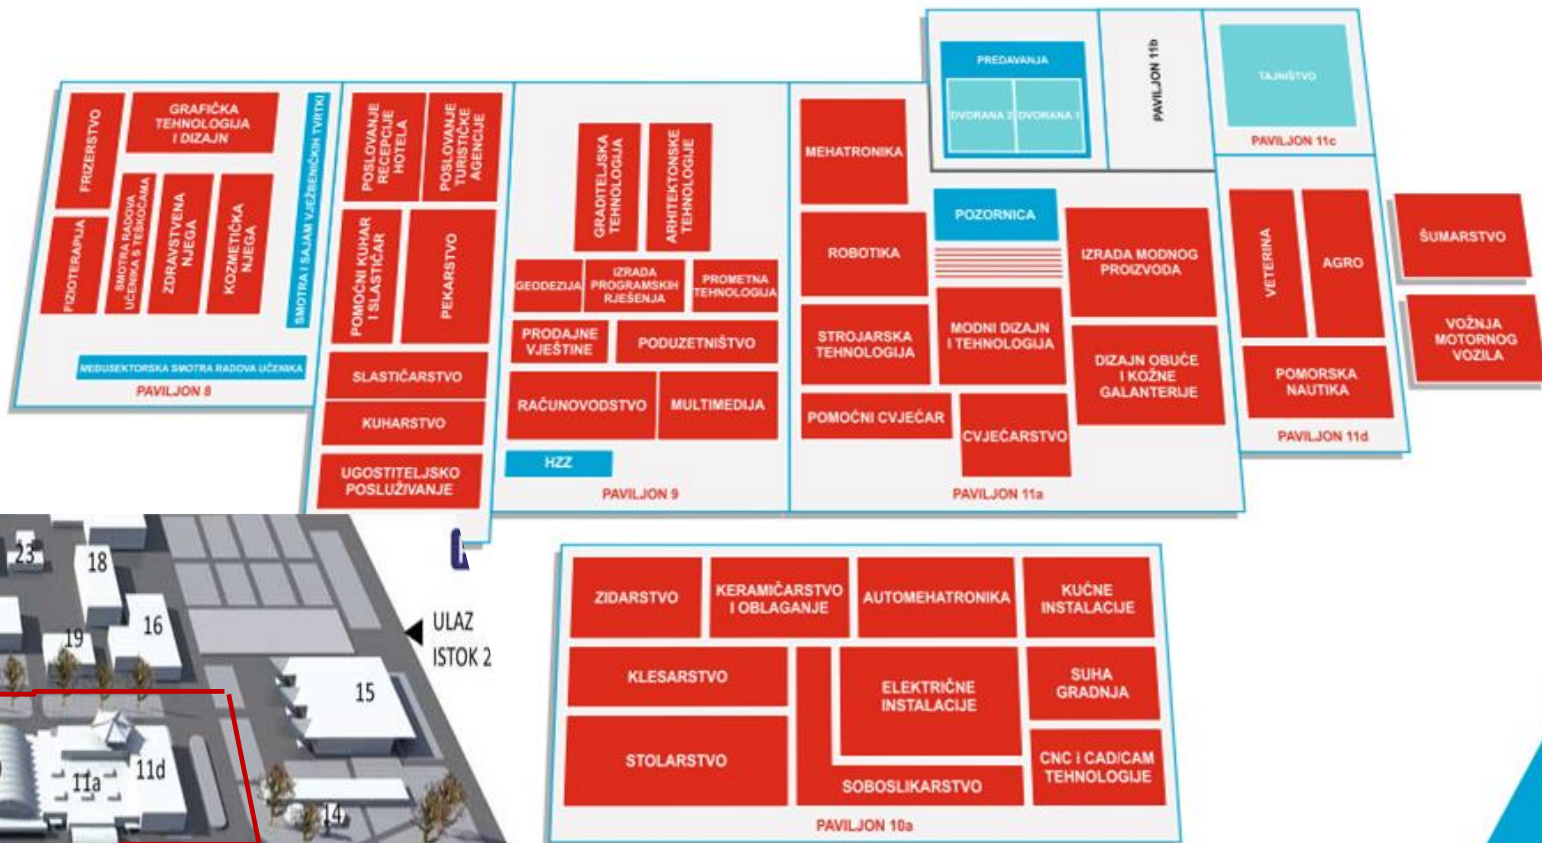 FRIZERSTVO
GRAFIČKA
TEHNOLOGIJA
I DIZAJN
FIZIOTERAPIJA
SMOTRA RADOVA
UČENIKA S TEŠKOĆAMA
ZDRAVSTVENA
NJEGA
KOZMETIČKA
NJEGA
SMOTRA I SAJAM VJEŽBENIČKIH TVRTKI
MEĐUSEKTORSKA SMOTRA RADOVA UČENIKA
PAVILJON 8
POSLOVANJE
RECEPCIJE
HOTELA
POSLOVANJE
TURISTIČKE
AGENCIJE
POMOĆNI KUHAR
I SLASTIČAR
PEKARSTVO
SLASTIČARSTVO
KUHARSTVO
UGOSTITELJSKO
POSLUŽIVANJE
GRADITELJSKA
TEHNOLOGIJA
ARHITEKTONSKE
TEHNOLOGIJE
GEODEZIJA
IZRADA
PROGRAMSKIH
RJEŠENJA
PROMETNA
TEHNOLOGIJA
PRODAJNE
VJEŠTINE
PODUZETNIŠTVO
RAČUNOVODSTVO
MULTIMEDIJA
HZZ
PAVILJON 9
MEHATRONIKA
ROBOTIKA
STROJARSKA
TEHNOLOGIJA
POMOĆNI CVJEĆAR
PREDAVANJA
DVORANA 2
DVORANA 1
POZORNICA
MODNI DIZAJN
I TEHNOLOGIJA
CVJEĆARSTVO
IZRADA MODNOG
PROIZVODA
DIZAJN OBUĆE
I KOŽNE
GALANTERIJE
PAVILJON 11a
PAVILJON 11b
TAJNIŠTVO
PAVILJON 11c
VETERINA
AGRO
POMORSKA
NAUTIKA
PAVILJON 11d
ŠUMARSTVO
VOŽNJA
MOTORNOG
VOZILA
23
18
19
16
15
11a
11d
14
ULAZ
ISTOK 2
ZIDARSTVO
KERAMIČARSTVO
I OBLAGANJE
AUTOMEHATRONIKA
KUĆNE
INSTALACIJE
KLESARSTVO
ELEKTRIČNE
INSTALACIJE
SUHA
GRADNJA
STOLARSTVO
SOBOSLIKARSTVO
CNC I CAD/CAM
TEHNOLOGIJE
PAVILJON 10a